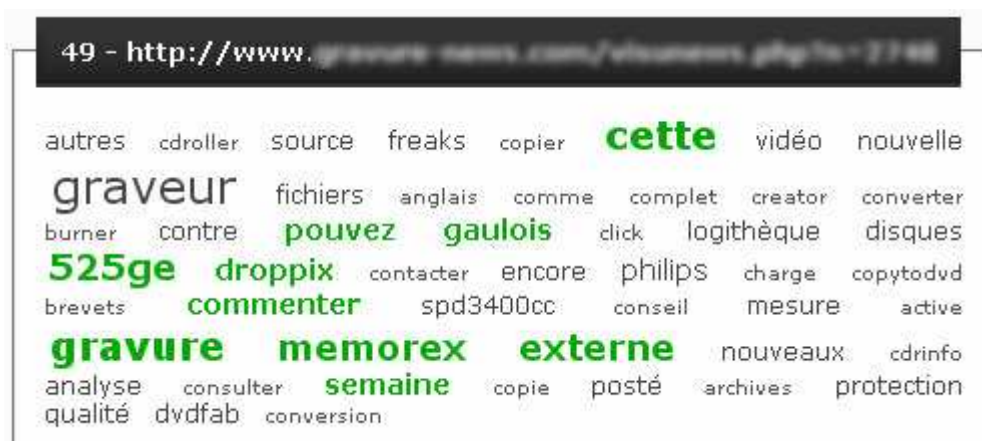 49 - http://www.
autres cdroller source freaks copier cette vidéo nouvelle
graveur fichiers anglais comme complet creator converter
burner contre pouvez gaulois click logithèque disques
525ge droppix contacter encore philips charge copytodvd
brevets commenter spd3400cc conseil mesure active
gravure memorex externe nouveaux cdrinfo
analyse consulter semaine copie posté archives protection
qualité dvdfab conversion